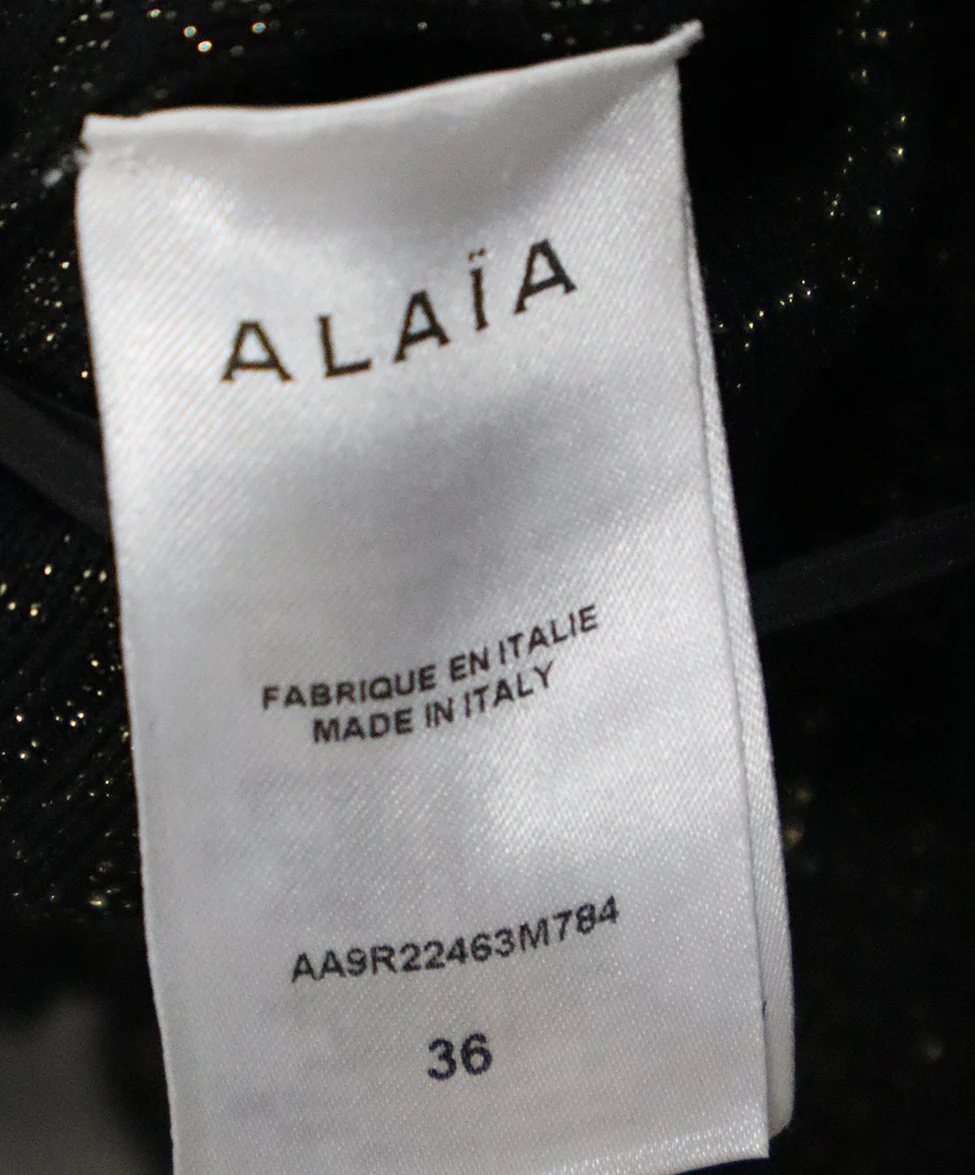 ALAÏA
FABRIQUE EN ITALIE
MADE IN ITALY
AA9R22463M784
36